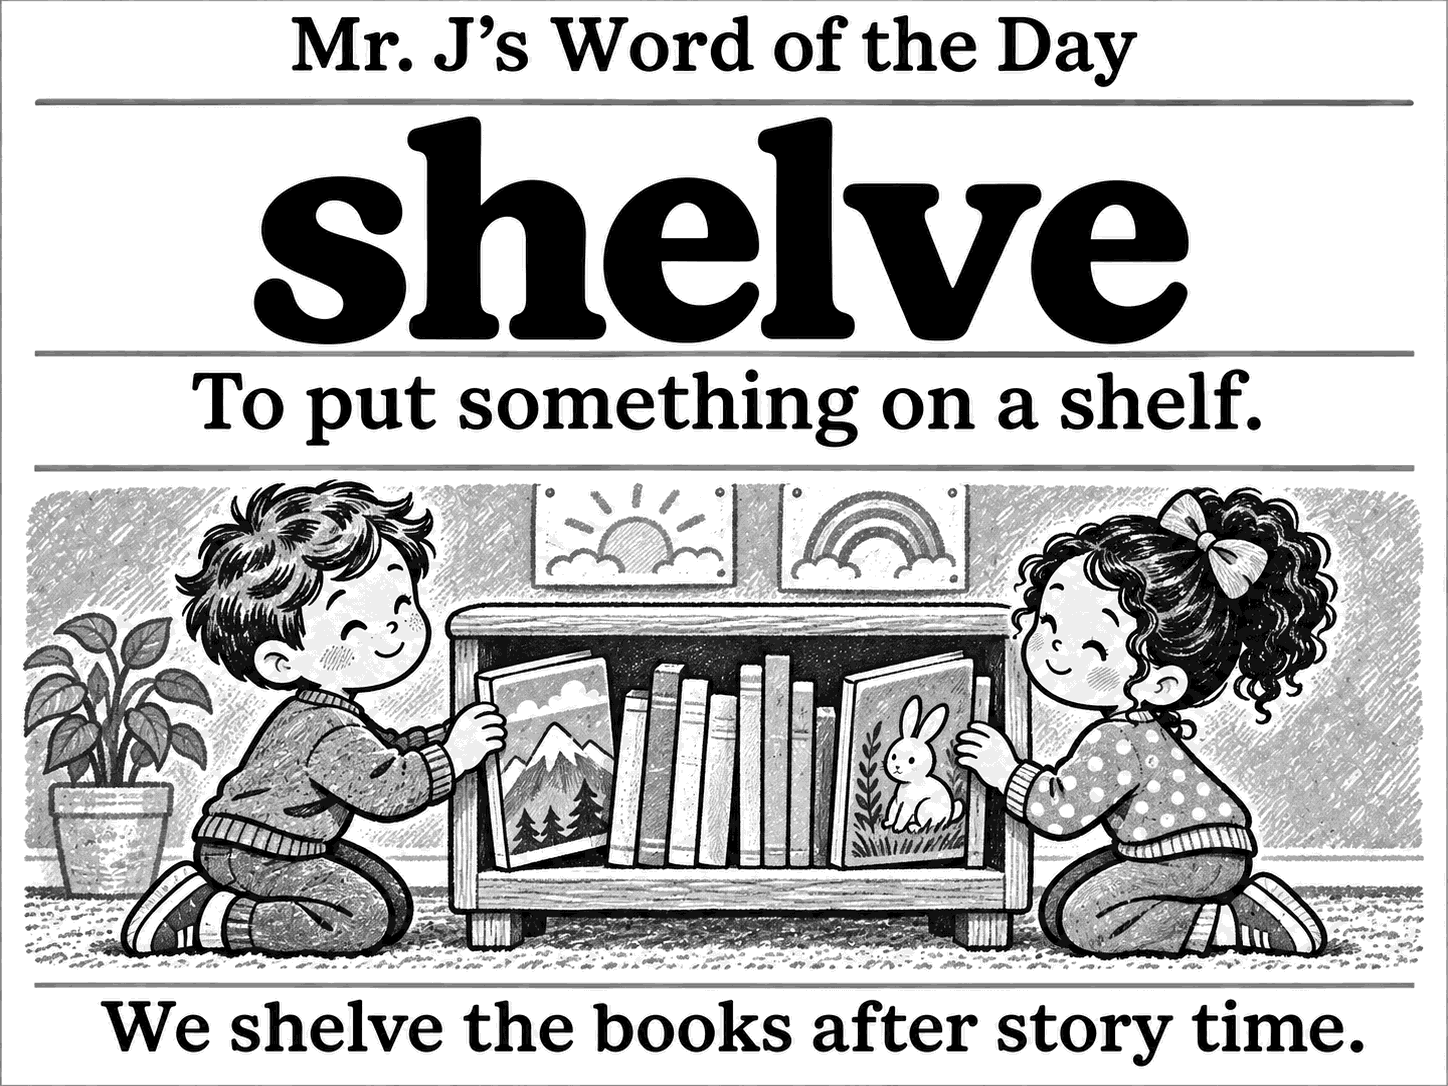 Mr. J’s Word of the Day
shelve
To put something on a shelf.
We shelve the books after story time.